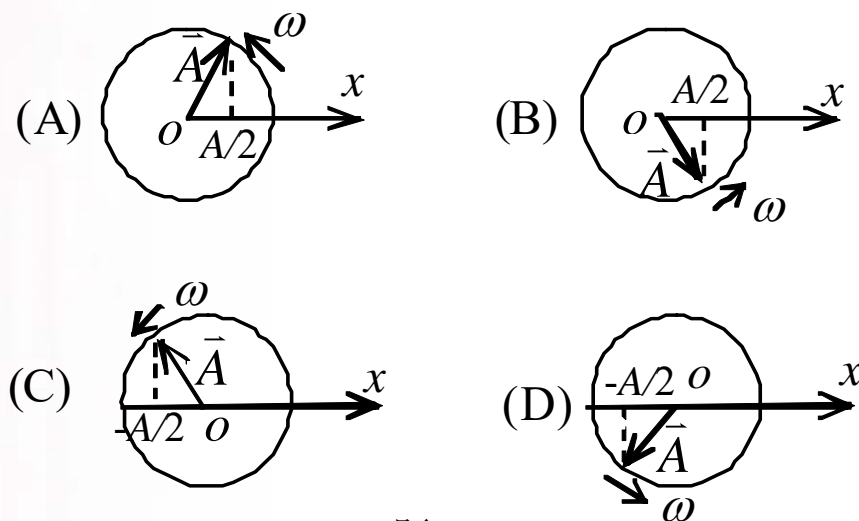 (A) A⃗ ω x
o A/2
(B) A/2 x
o A⃗ ω
(C) ω A⃗ x
-A/2 o
(D) -A/2 o x
A⃗ ω